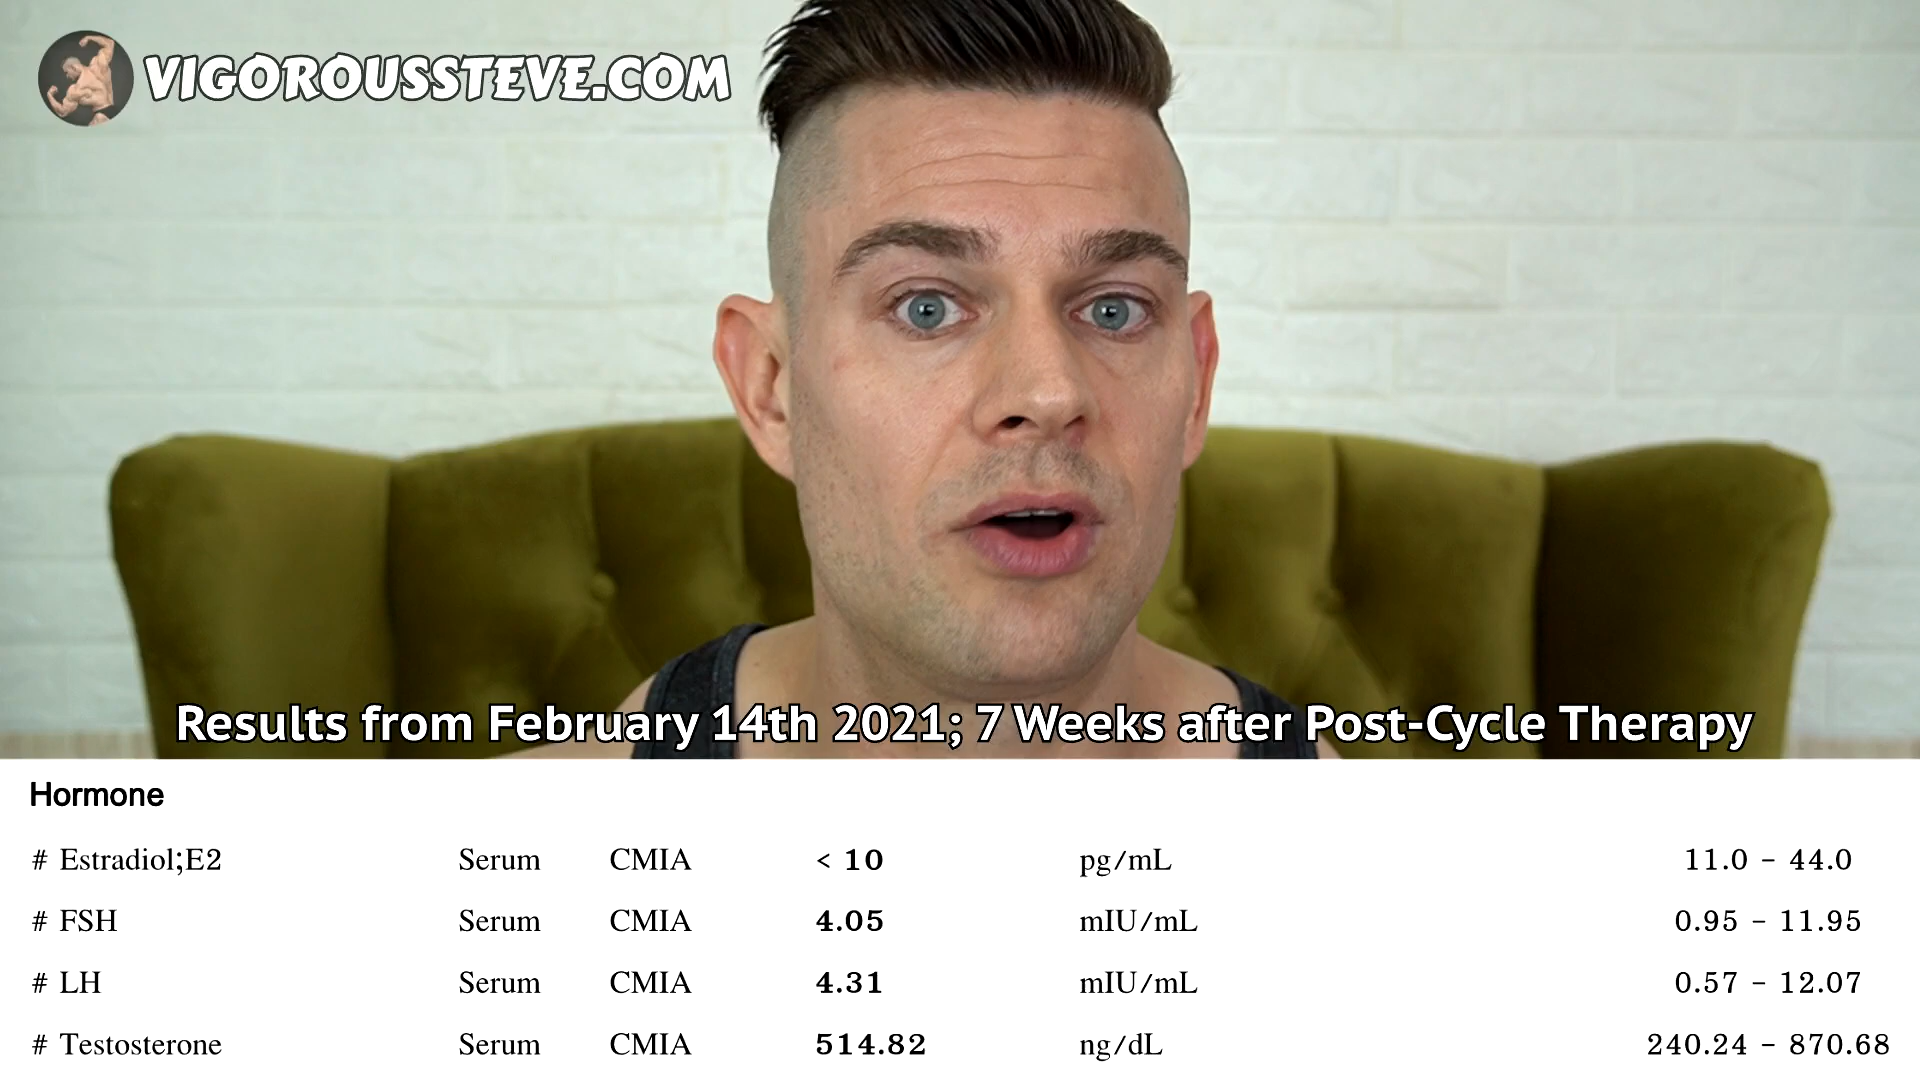 VIGOROUSSTEVE.COM
Results from February 14th 2021; 7 Weeks after Post-Cycle Therapy
Hormone
# Estradiol;E2 Serum CMIA < 10 pg/mL 11.0 - 44.0
# FSH Serum CMIA 4.05 mIU/mL 0.95 - 11.95
# LH Serum CMIA 4.31 mIU/mL 0.57 - 12.07
# Testosterone Serum CMIA 514.82 ng/dL 240.24 - 870.68